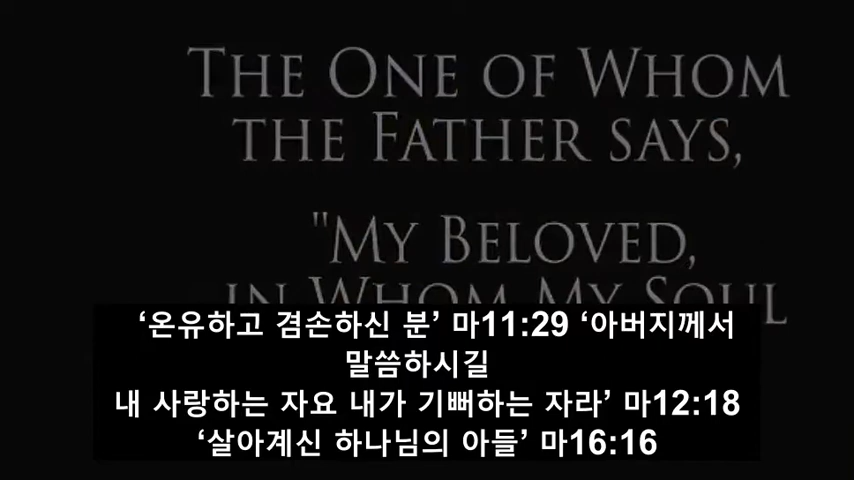 THE ONE OF WHOM
THE FATHER SAYS,
"MY BELOVED,
IN WHOM MY SOUL
‘온유하고 겸손하신 분’ 마11:29 ‘아버지께서
말씀하시길
내 사랑하는 자요 내가 기뻐하는 자라’ 마12:18
‘살아계신 하나님의 아들’ 마16:16